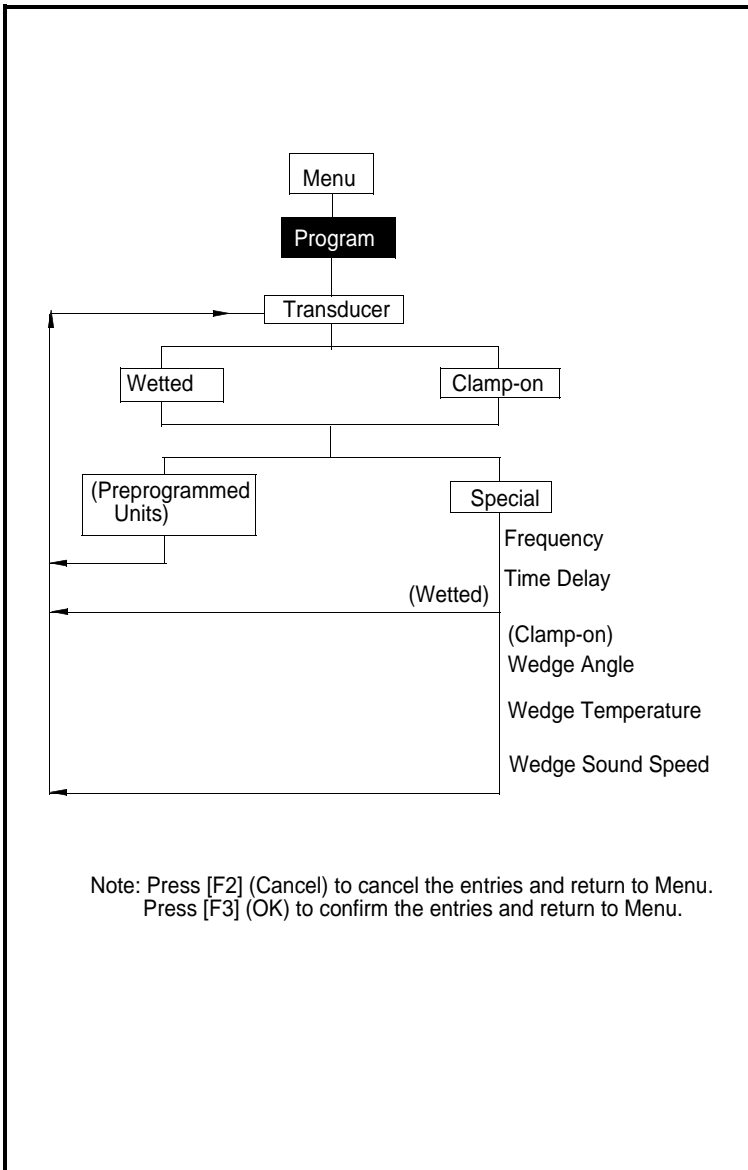 Menu
Program
Transducer
Wetted
Clamp-on
(Preprogrammed
Units)
Special
Frequency
Time Delay
(Wetted)
(Clamp-on)
Wedge Angle
Wedge Temperature
Wedge Sound Speed
Note: Press [F2] (Cancel) to cancel the entries and return to Menu.
Press [F3] (OK) to confirm the entries and return to Menu.